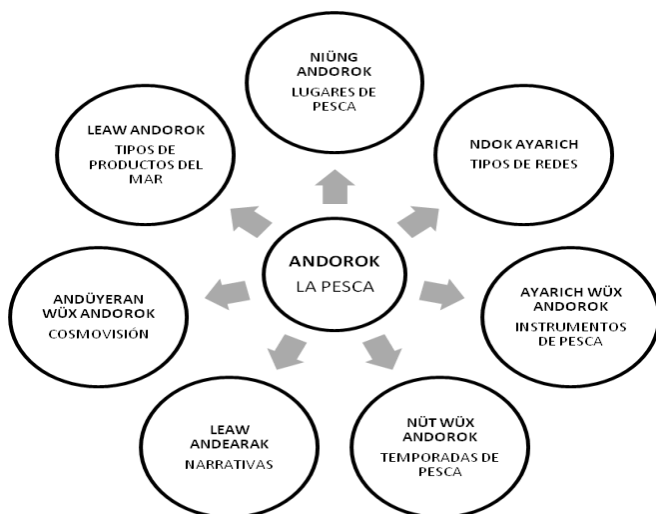 NIÜNG
ANDOROK
LUGARES DE
PESCA
NDOK AYARICH
TIPOS DE REDES
AYARICH WÜX
ANDOROK
INSTRUMENTOS
DE PESCA
NÜT WÜX
ANDOROK
TEMPORADAS DE
PESCA
LEAW
ANDEARAK
NARRATIVAS
ANDÜYERAN
WÜX ANDOROK
COSMOVISIÓN
LEAW ANDOROK
TIPOS DE
PRODUCTOS DEL
MAR
ANDOROK
LA PESCA